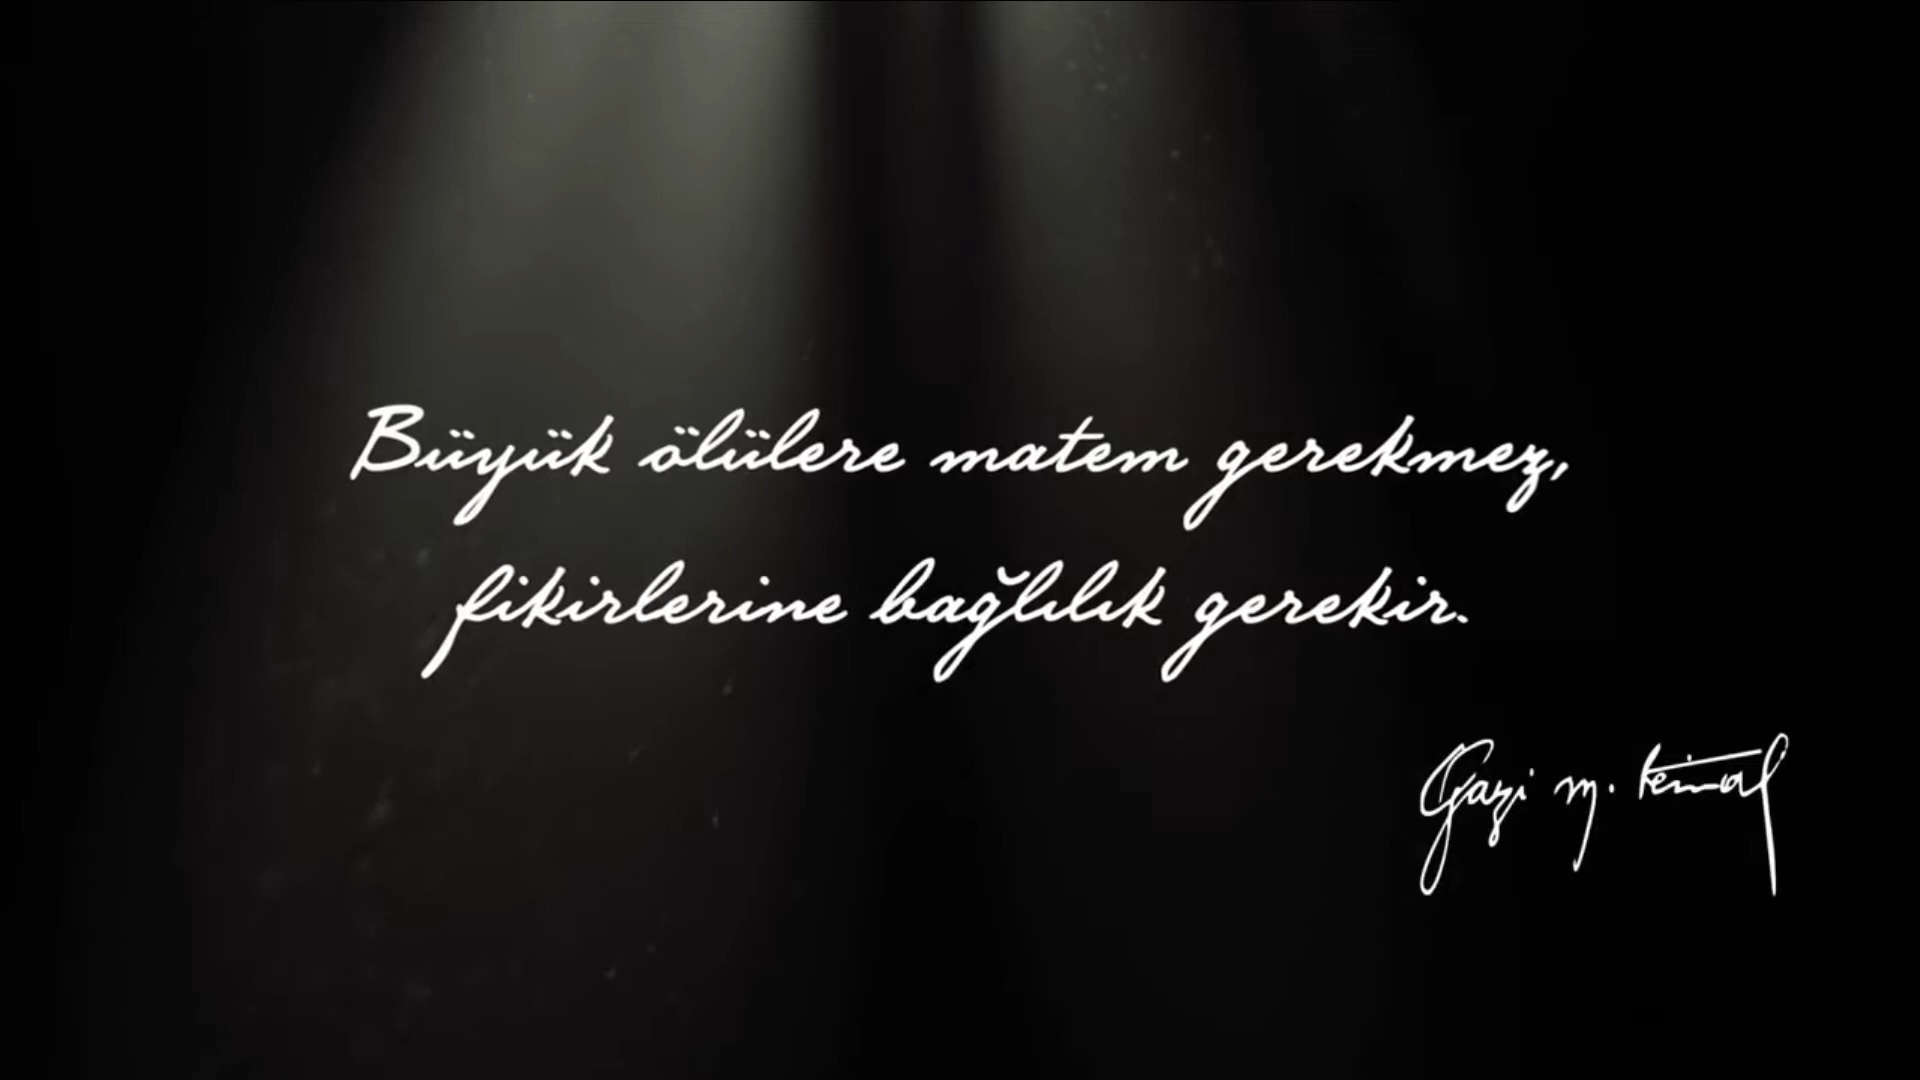 Büyük ölülere matem gerekmez,
fikirlerine bağlılık gerekir.
Gazi M. Kemal